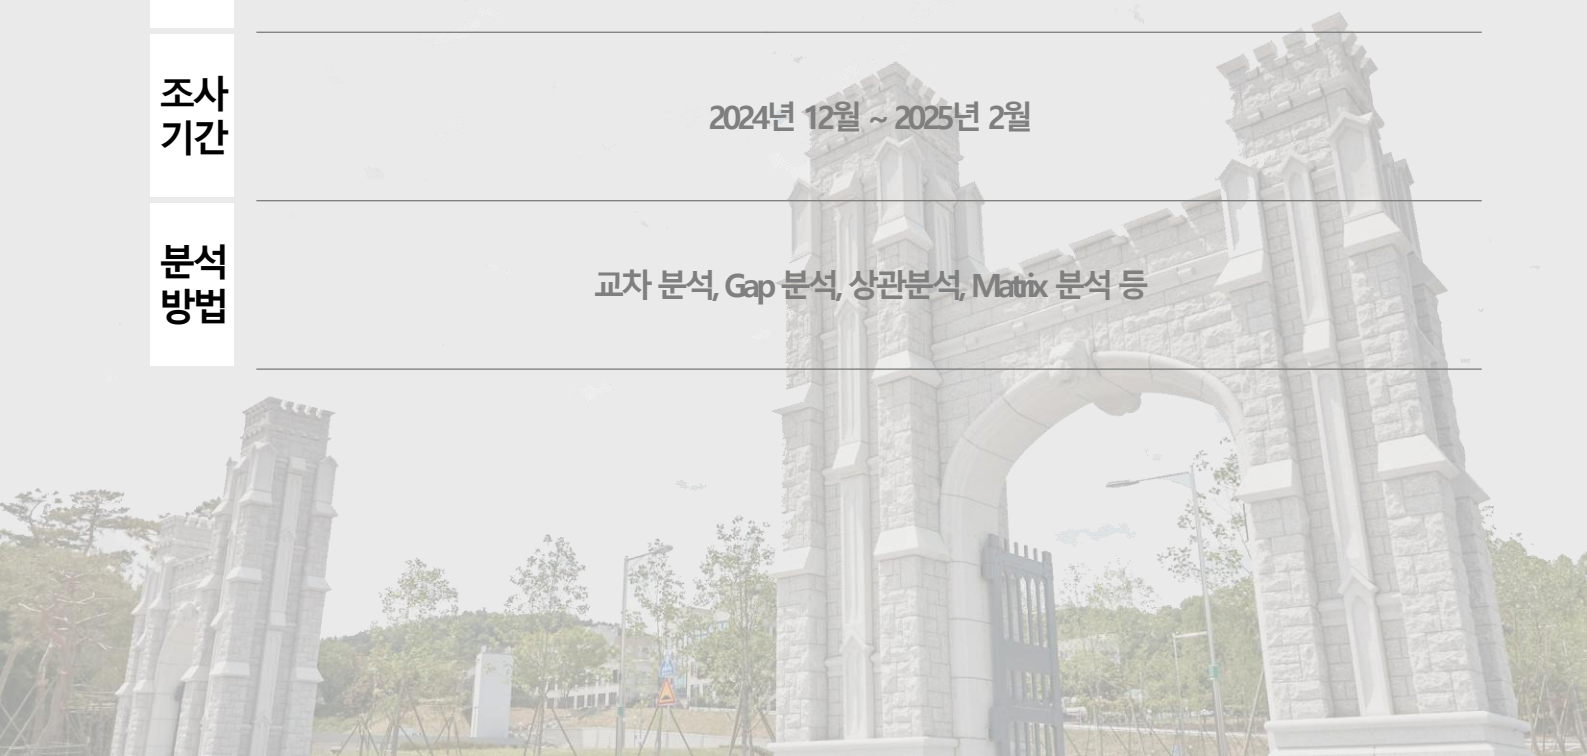 조사
기간
2024년 12월 ~ 2025년 2월
분석
방법
교차 분석, Gap 분석, 상관분석, Matrix 분석 등